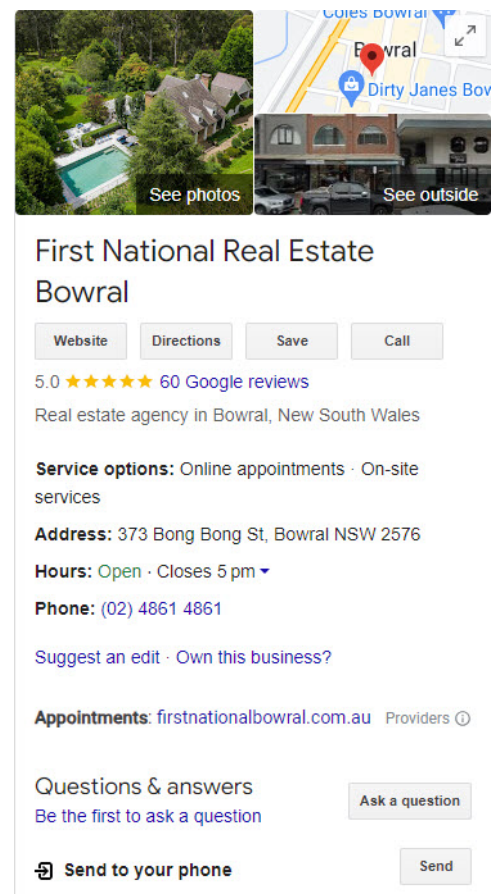 Coles Bowral
Bowral
Dirty Janes Bow
See photos
See outside
First National Real Estate
Bowral
Website
Directions
Save
Call
5.0 ★★★★★ 60 Google reviews
Real estate agency in Bowral, New South Wales
Service options: Online appointments · On-site
services
Address: 373 Bong Bong St, Bowral NSW 2576
Hours: Open · Closes 5 pm
Phone: (02) 4861 4861
Suggest an edit · Own this business?
Appointments: firstnationalbowral.com.au Providers
Questions & answers
Be the first to ask a question
Ask a question
Send to your phone
Send